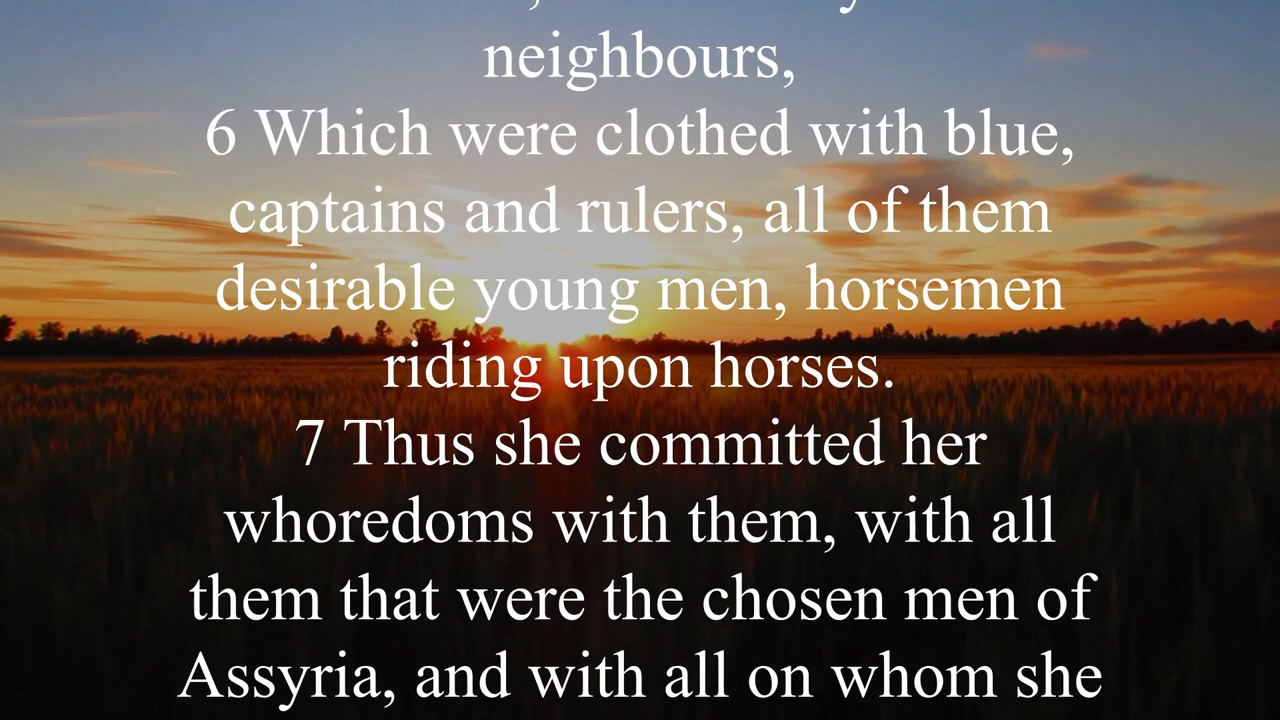 neighbours,
6 Which were clothed with blue,
captains and rulers, all of them
desirable young men, horsemen
riding upon horses.
7 Thus she committed her
whoredoms with them, with all
them that were the chosen men of
Assyria, and with all on whom she